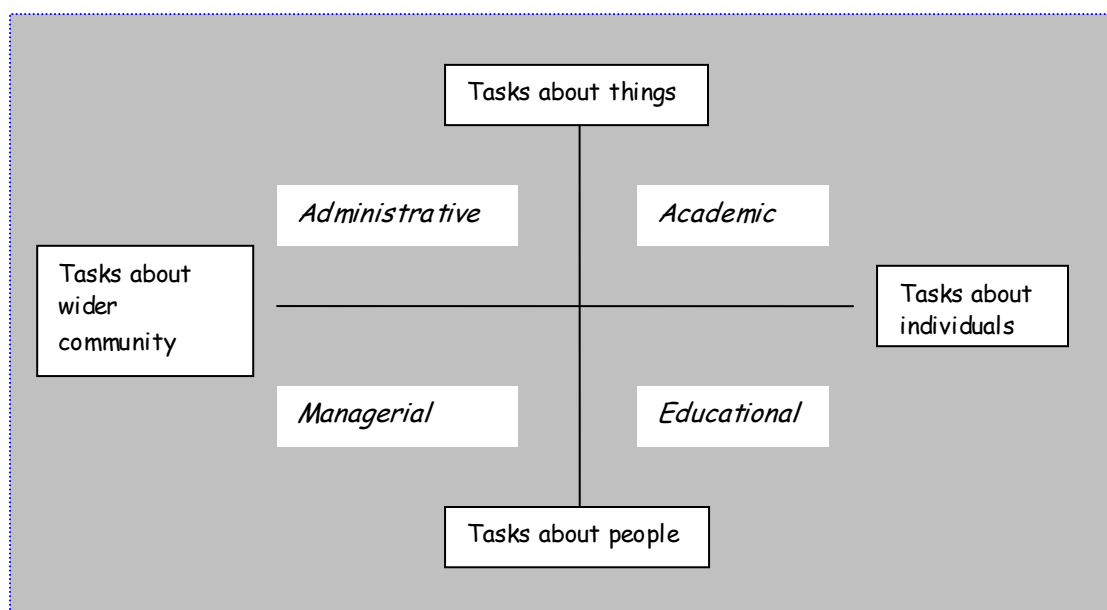 Tasks about things
Administrative
Academic
Tasks about
wider
community
Tasks about
individuals
Managerial
Educational
Tasks about people